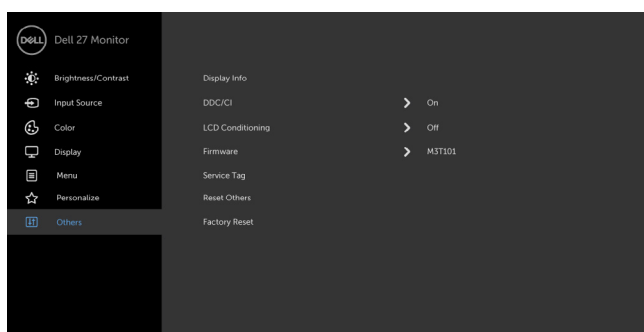 DELL Dell 27 Monitor
Brightness/Contrast
Display Info
Input Source
DDC/CI
On
Color
LCD Conditioning
Off
Display
Firmware
M3T101
Menu
Service Tag
Personalize
Reset Others
Others
Factory Reset